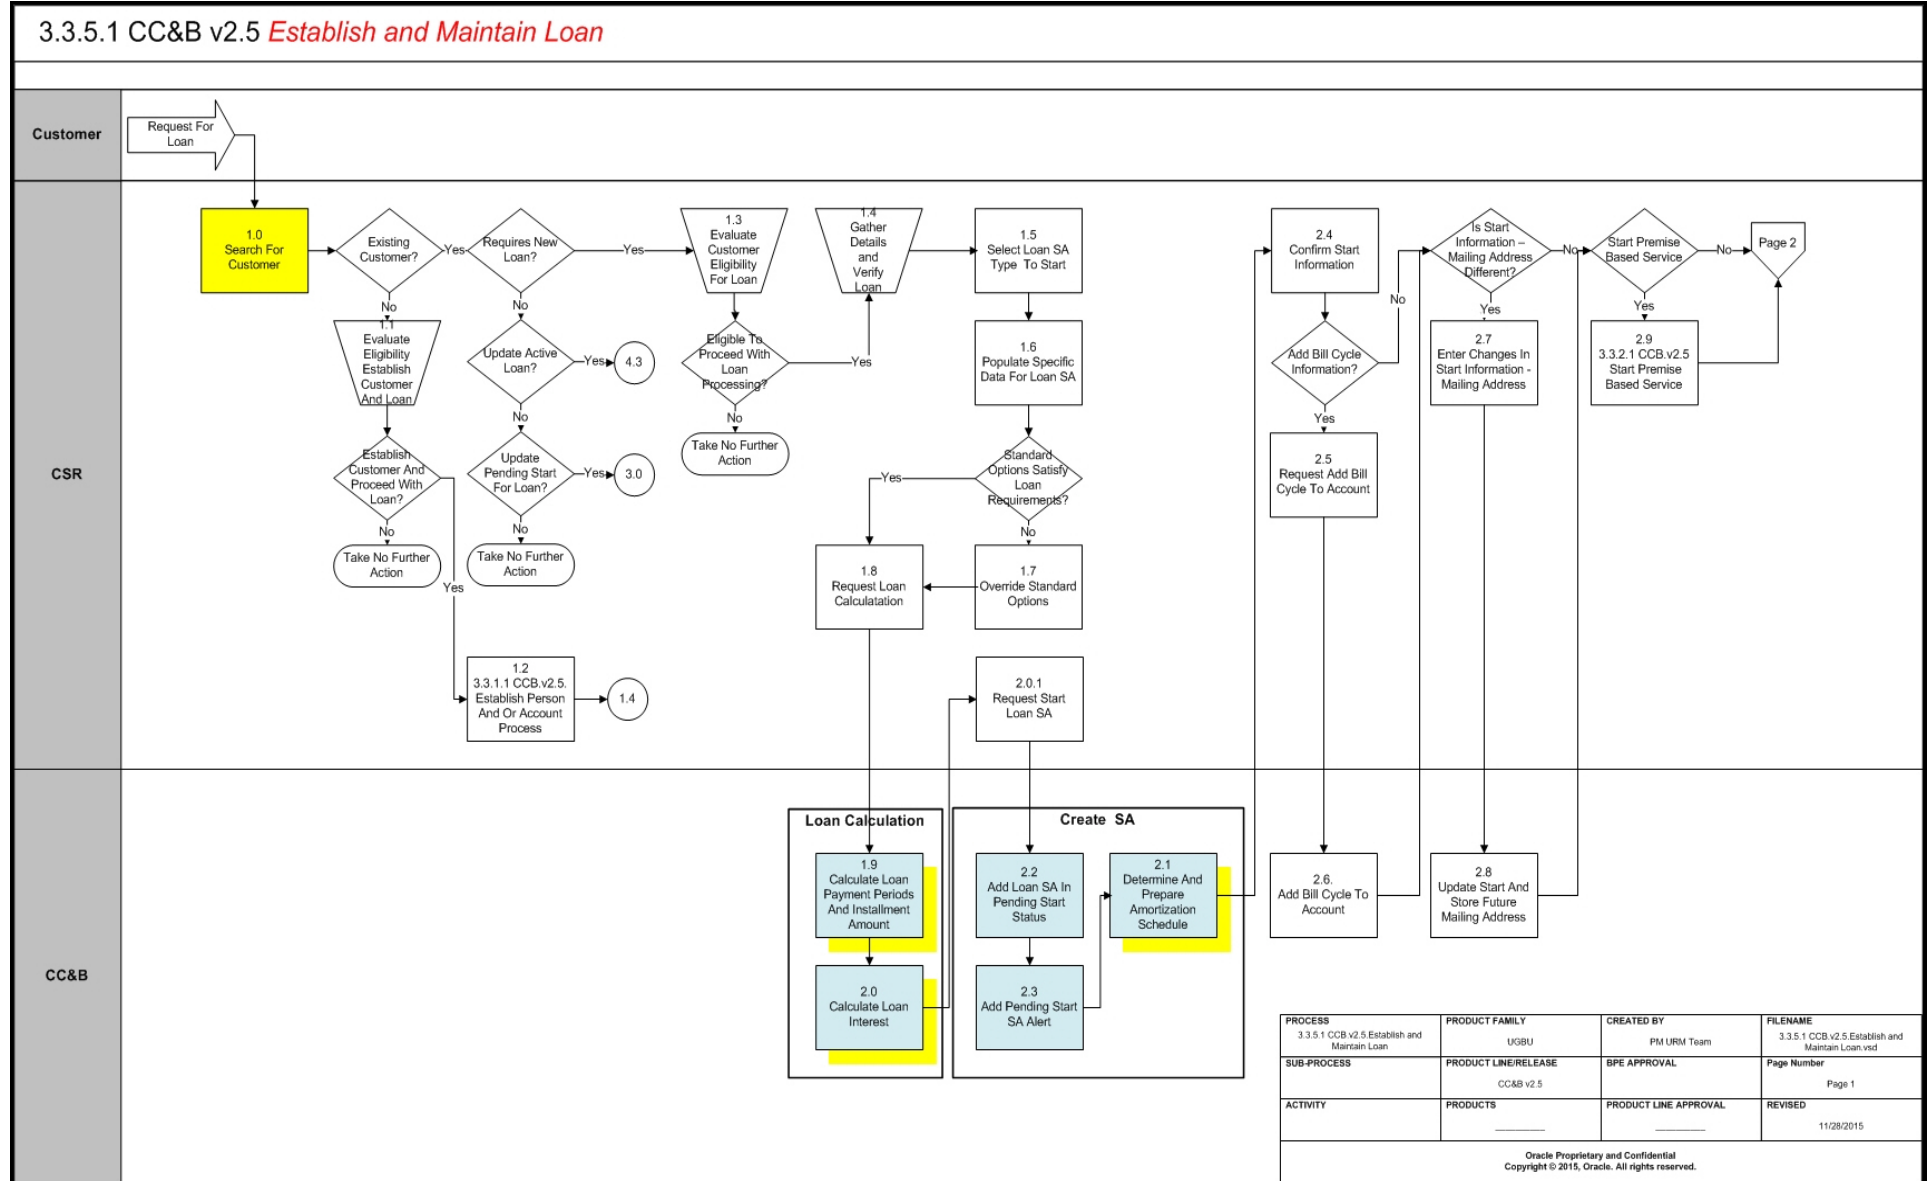 3.3.5.1 CC&B v2.5 Establish and Maintain Loan
Customer
Request For
Loan
CSR
1.0
Search For
Customer
Existing
Customer?
Yes
No
1.1
Evaluate
Eligibility
Establish
Customer
And Loan
Establish
Customer And
Proceed With
Loan?
No
Take No Further
Action
Yes
1.2
3.3.1.1 CCB.v2.5.
Establish Person
And Or Account
Process
1.4
Requires New
Loan?
Yes
No
Update Active
Loan?
Yes
4.3
No
Update
Pending Start
For Loan?
Yes
3.0
No
Take No Further
Action
1.3
Evaluate
Customer
Eligibility
For Loan
Eligible To
Proceed With
Loan
Processing?
Yes
No
Take No Further
Action
1.4
Gather
Details
and
Verify
Loan
1.5
Select Loan SA
Type To Start
1.6
Populate Specific
Data For Loan SA
Standard
Options Satisfy
Loan
Requirements?
Yes
No
1.7
Override Standard
Options
1.8
Request Loan
Calculatation
2.0.1
Request Start
Loan SA
2.4
Confirm Start
Information
Add Bill Cycle
Information?
No
Yes
2.5
Request Add Bill
Cycle To Account
Is Start
Information –
Mailing Address
Different?
No
Yes
2.7
Enter Changes In
Start Information -
Mailing Address
Start Premise
Based Service
No
Page 2
Yes
2.9
3.3.2.1 CCB.v2.5
Start Premise
Based Service
CC&B
Loan Calculation
1.9
Calculate Loan
Payment Periods
And Installment
Amount
2.0
Calculate Loan
Interest
Create SA
2.2
Add Loan SA In
Pending Start
Status
2.3
Add Pending Start
SA Alert
2.1
Determine And
Prepare
Amortization
Schedule
2.6.
Add Bill Cycle To
Account
2.8
Update Start And
Store Future
Mailing Address
PROCESS
3.3.5.1 CCB.v2.5.Establish and
Maintain Loan
PRODUCT FAMILY
UGBU
CREATED BY
PM URM Team
FILENAME
3.3.5.1 CCB.v2.5.Establish and
Maintain Loan.vsd
SUB-PROCESS
PRODUCT LINE/RELEASE
CC&B v2.5
BPE APPROVAL
Page Number
Page 1
ACTIVITY
PRODUCTS
PRODUCT LINE APPROVAL
REVISED
11/28/2015
Oracle Proprietary and Confidential
Copyright © 2015, Oracle. All rights reserved.